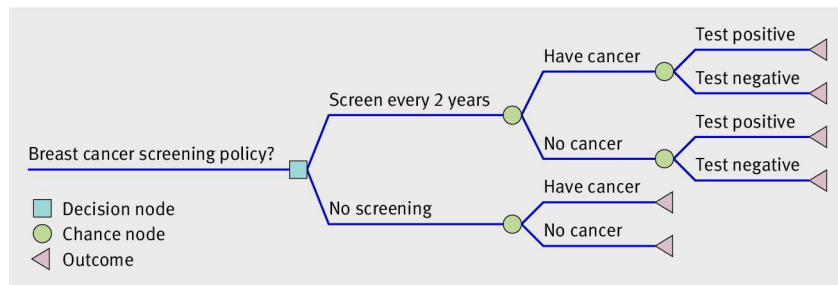 Breast cancer screening policy?
Screen every 2 years
Have cancer
Test positive
Test negative
No cancer
Test positive
Test negative
No screening
Have cancer
No cancer
Decision node
Chance node
Outcome